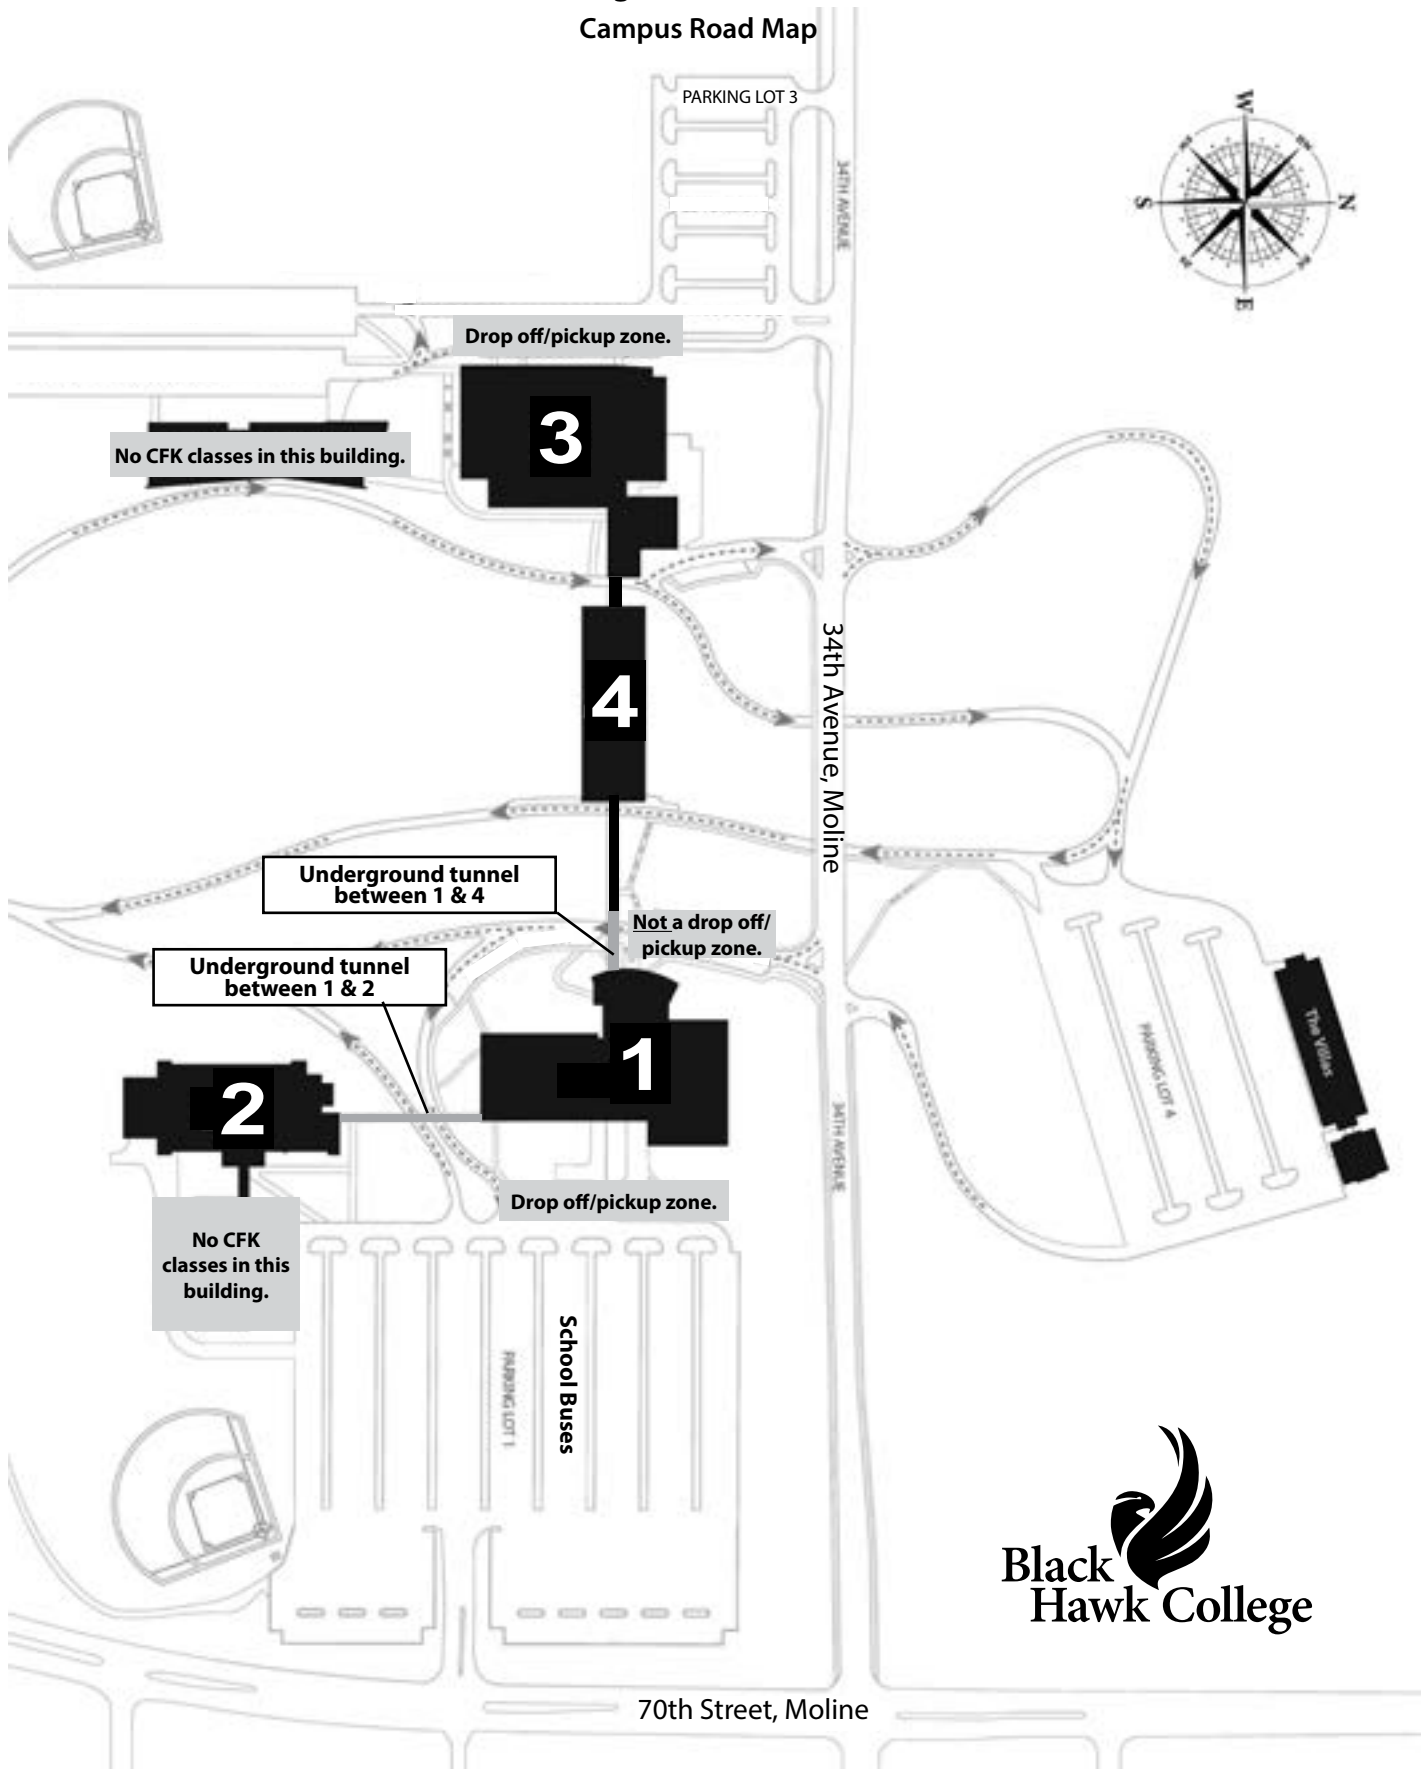 Campus Road Map
PARKING LOT 3
W
N
S
E
34TH AVENUE
Drop off/pickup zone.
3
No CFK classes in this building.
34th Avenue, Moline
4
Underground tunnel
between 1 & 4
Not a drop off/
pickup zone.
Underground tunnel
between 1 & 2
1
2
The Villas
PARKING LOT 4
34TH AVENUE
Drop off/pickup zone.
No CFK
classes in this
building.
School Buses
PARKING LOT 1
Black
Hawk College
70th Street, Moline